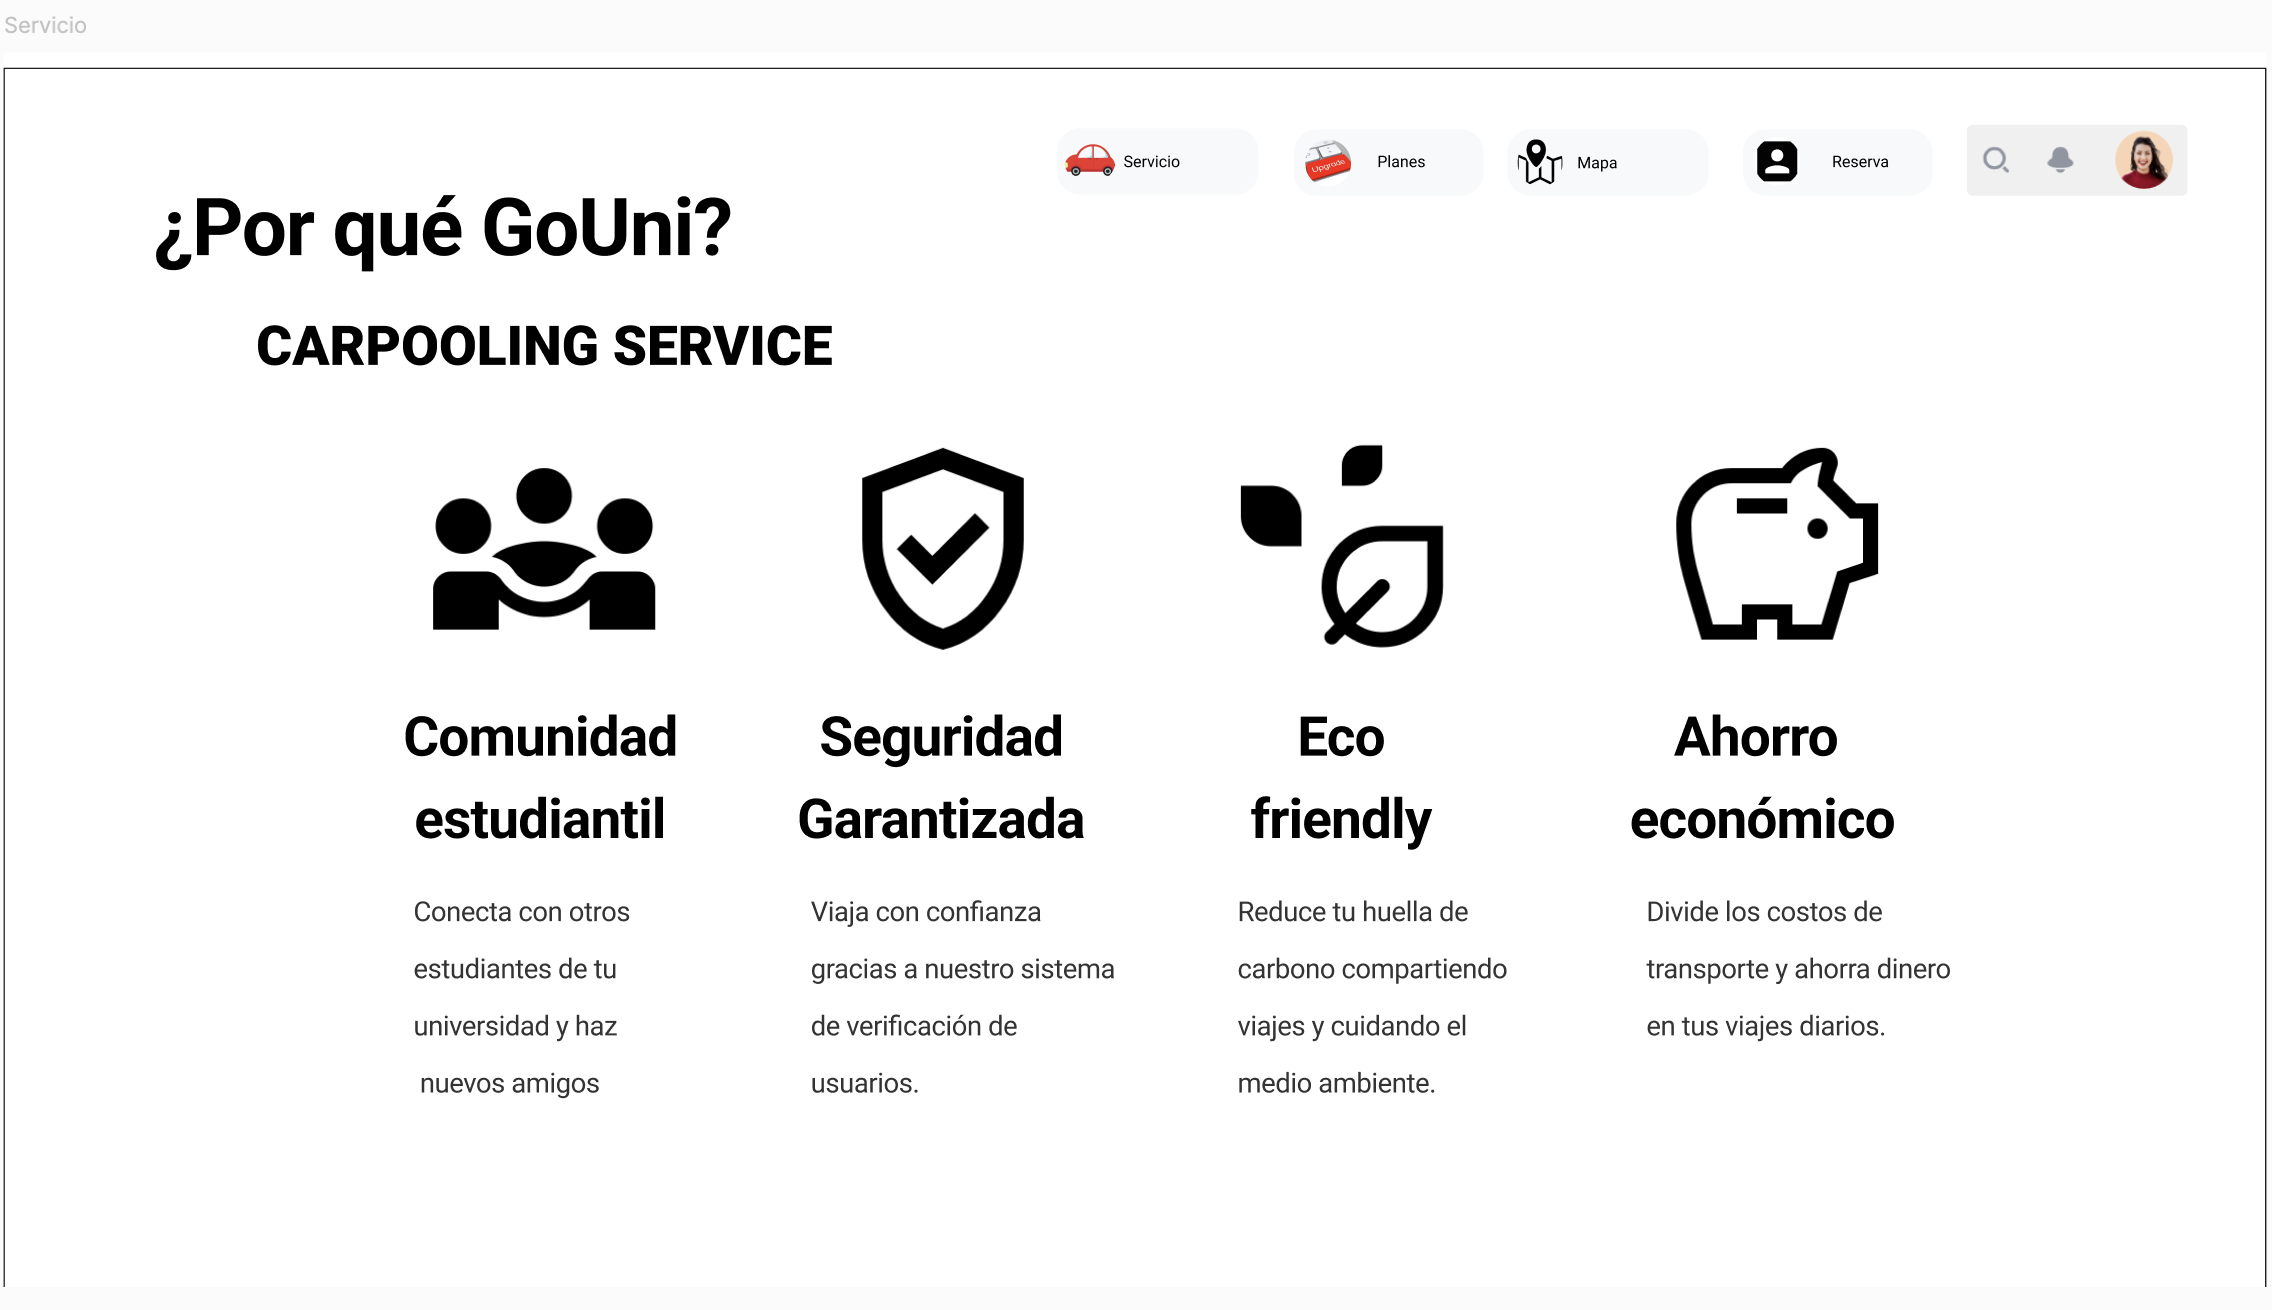 Servicio
Servicio
Upgrade
Planes
Mapa
Reserva
¿Por qué GoUni?
CARPOOLING SERVICE
Comunidad
estudiantil
Conecta con otros
estudiantes de tu
universidad y haz
nuevos amigos
Seguridad
Garantizada
Viaja con confianza
gracias a nuestro sistema
de verificación de
usuarios.
Eco
friendly
Reduce tu huella de
carbono compartiendo
viajes y cuidando el
medio ambiente.
Ahorro
económico
Divide los costos de
transporte y ahorra dinero
en tus viajes diarios.